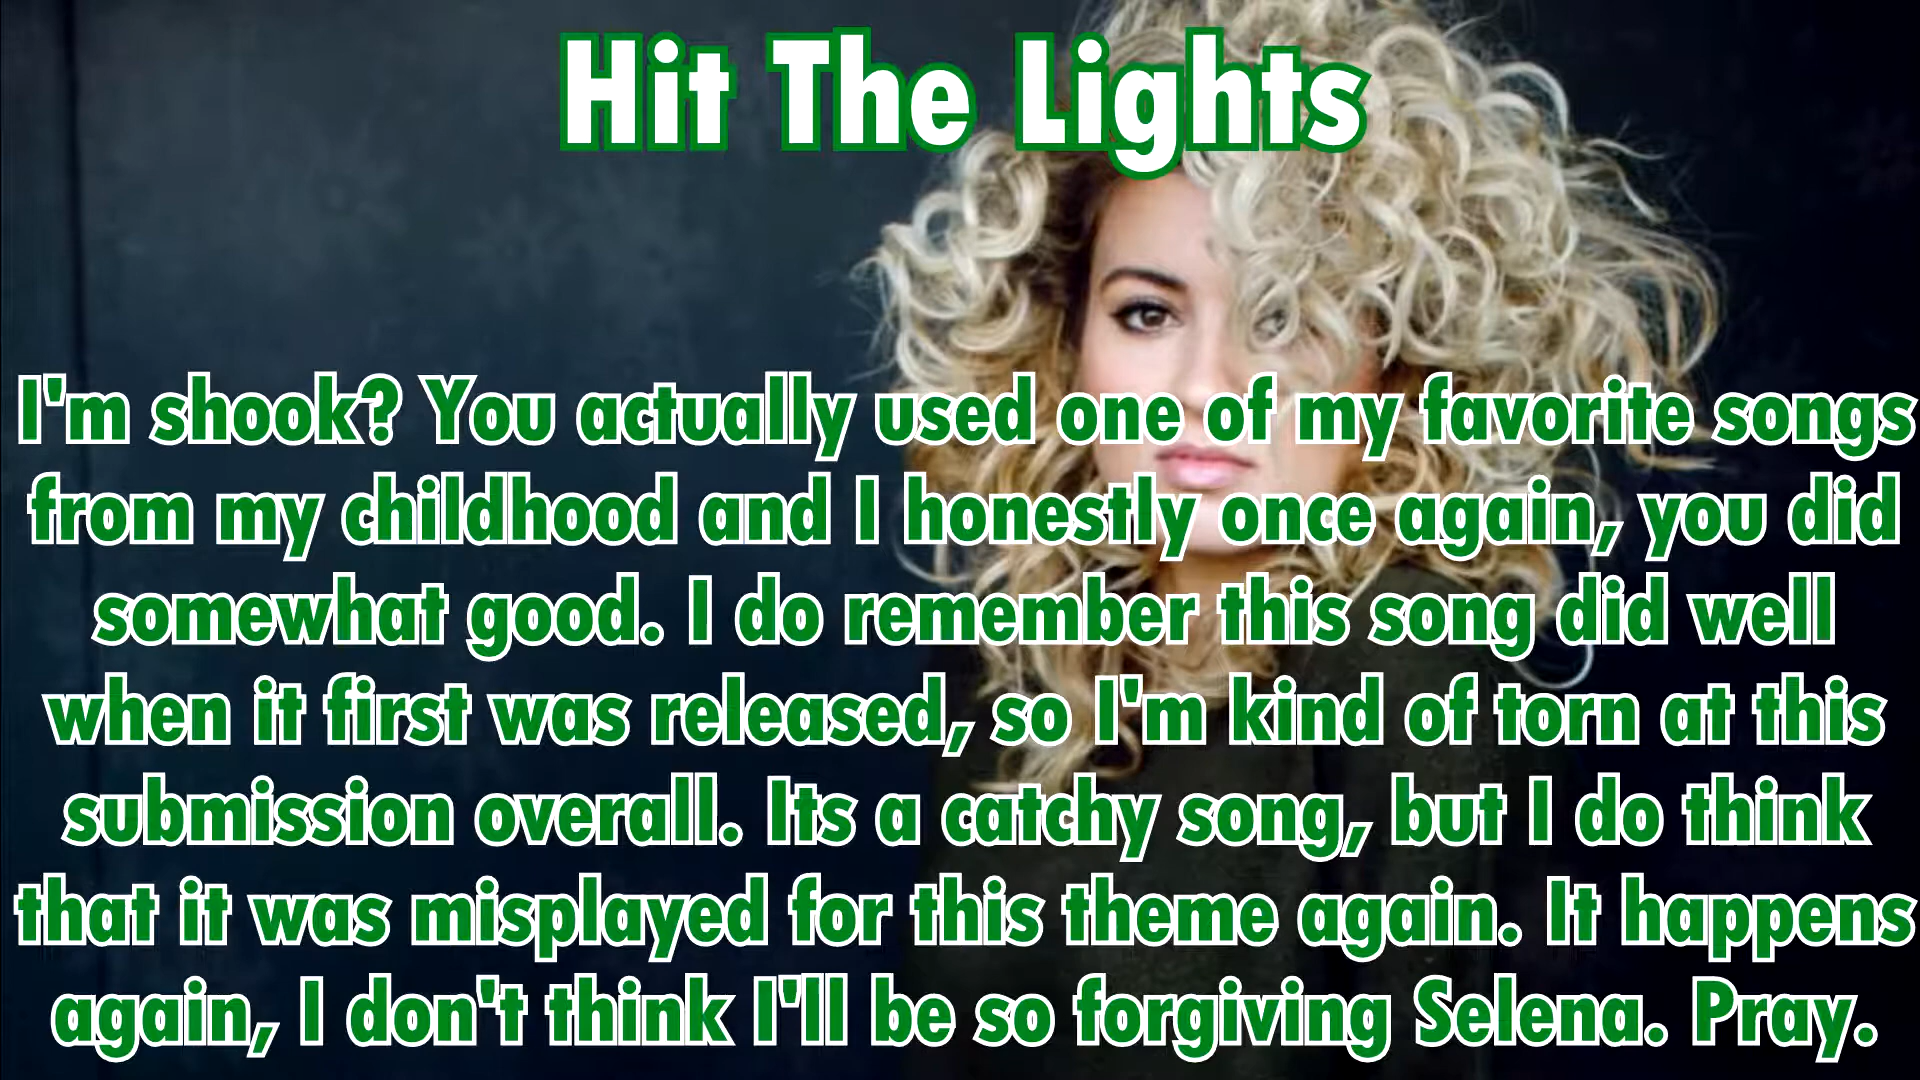 Hit The Lights
I'm shook? You actually used one of my favorite songs
from my childhood and I honestly once again, you did
somewhat good. I do remember this song did well
when it first was released, so I'm kind of torn at this
submission overall. Its a catchy song, but I do think
that it was misplayed for this theme again. It happens
again, I don't think I'll be so forgiving Selena. Pray.